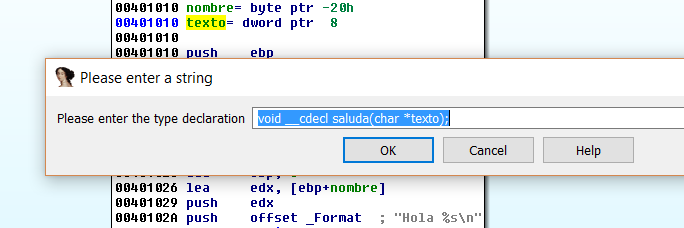 00401010 nombre= byte ptr -20h
00401010 texto= dword ptr  8
00401010
00401010 push    ebp
Please enter a string
Please enter the type declaration void __cdecl saluda(char *texto);
OK Cancel Help
00401026 lea     edx, [ebp+nombre]
00401029 push    edx
0040102A push    offset _Format  ; "Hola %s\n"